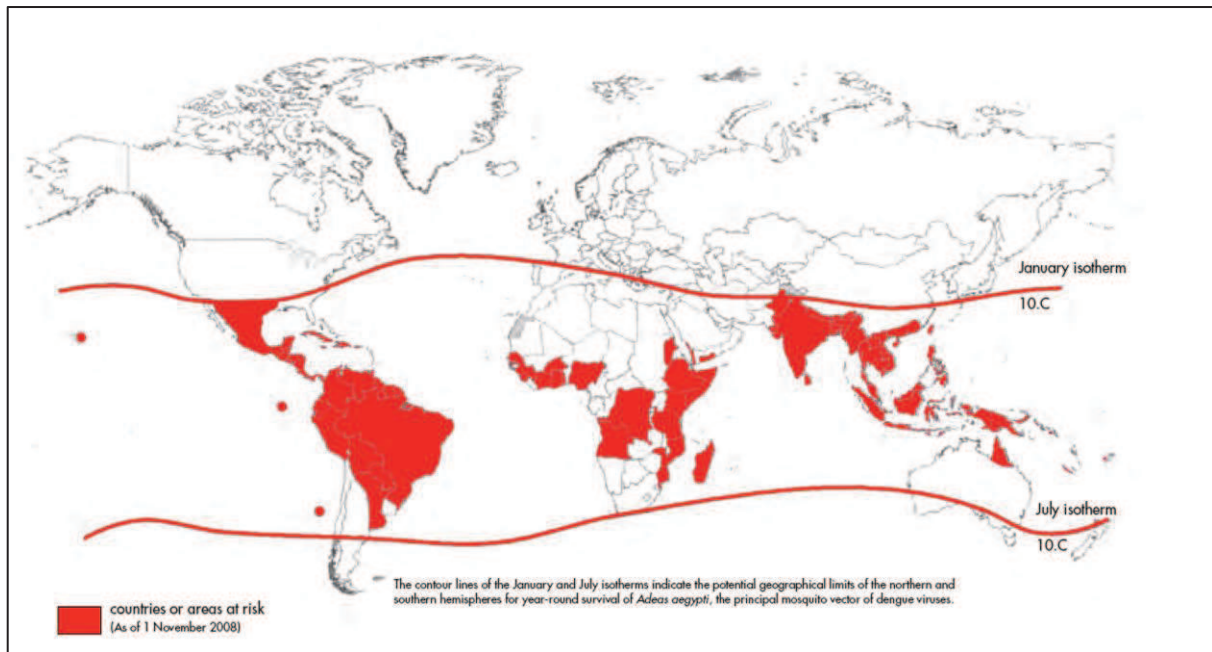 January isotherm
10.C
July isotherm
10.C
The contour lines of the January and July isotherms indicate the potential geographical limits of the northern and
southern hemispheres for year-round survival of Adeas aegypti, the principal mosquito vector of dengue viruses.
countries or areas at risk
(As of 1 November 2008)